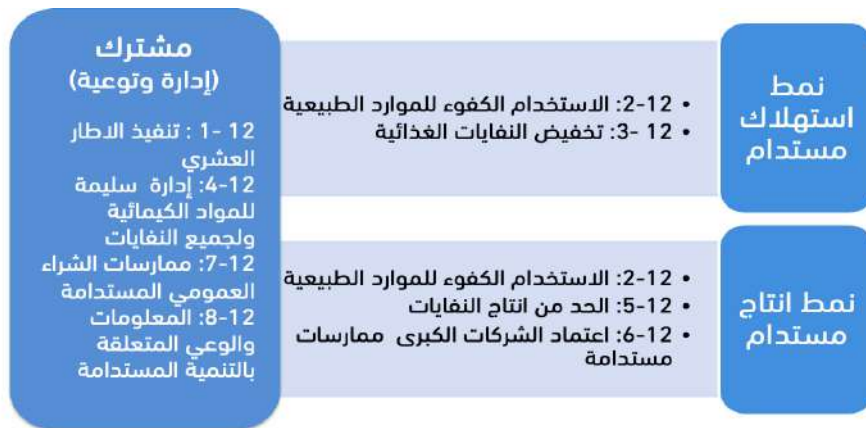 نمط
استهلاك
مستدام
• 12-2: الاستخدام الكفوء للموارد الطبيعية
• 12 -3: تخفيض النفايات الغذائية
نمط انتاج
مستدام
• 12-2: الاستخدام الكفوء للموارد الطبيعية
• 12-5: الحد من انتاج النفايات
• 12-6: اعتماد الشركات الكبرى ممارسات
مستدامة
مشترك
(إدارة وتوعية)
12 -1 : تنفيذ الاطار
العشري
12-4: إدارة سليمة
للمواد الكيمائية
ولجميع النفايات
12-7: ممارسات الشراء
العمومي المستدامة
12-8: المعلومات
والوعي المتعلقة
بالتنمية المستدامة